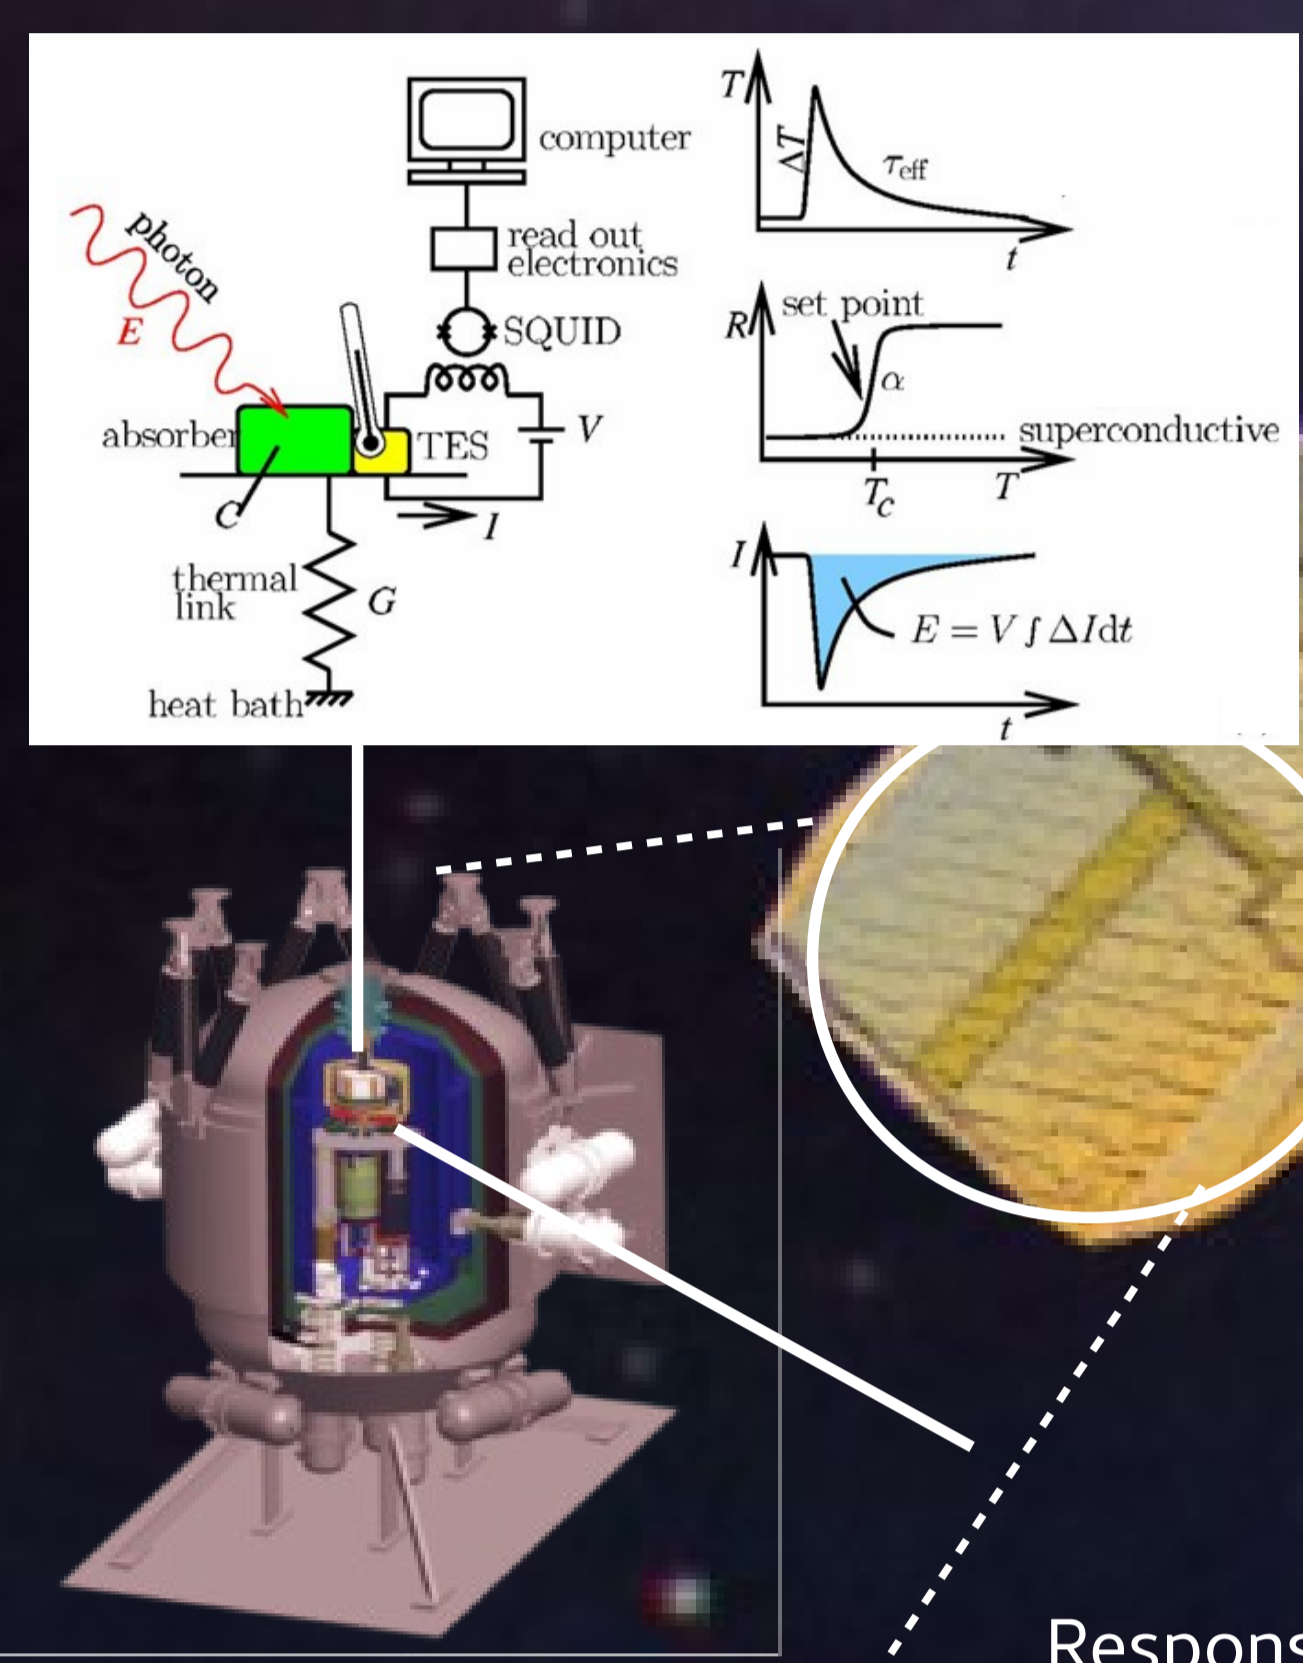 computer
read out
electronics
SQUID
photon
E
absorber
TES
V
C
I
thermal
link
G
heat bath
T
ΔT
τeff
t
R
set point
α
superconductive
Tc
T
I
E = V ∫ ΔIdt
t
Respons